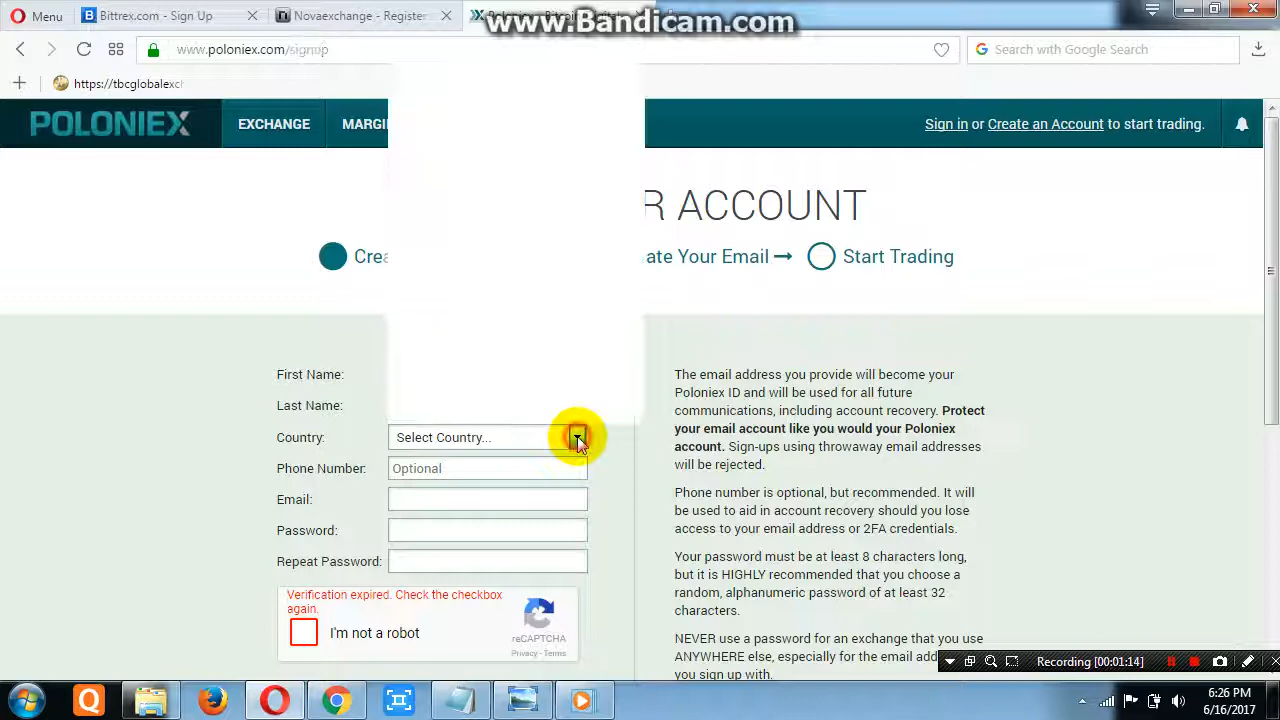 www.Bandicam.com
Menu
Bittrex.com - Sign Up
Novaexchange - Register
www.poloniex.com/signup
Search with Google Search
https://tbcglobalexch
POLONIEX
EXCHANGE
MARGI
Sign in or Create an Account to start trading.
R ACCOUNT
Crea
ate Your Email
Start Trading
First Name:
Last Name:
Country:
Select Country...
Phone Number:
Optional
Email:
Password:
Repeat Password:
Verification expired. Check the checkbox
again.
I'm not a robot
reCAPTCHA
Privacy - Terms
The email address you provide will become your
Poloniex ID and will be used for all future
communications, including account recovery. Protect
your email account like you would your Poloniex
account. Sign-ups using throwaway email addresses
will be rejected.
Phone number is optional, but recommended. It will
be used to aid in account recovery should you lose
access to your email address or 2FA credentials.
Your password must be at least 8 characters long,
but it is HIGHLY recommended that you choose a
random, alphanumeric password of at least 32
characters.
NEVER use a password for an exchange that you use
ANYWHERE else, especially for the email add
you sign up with.
Recording [00:01:14]
6:26 PM
6/16/2017